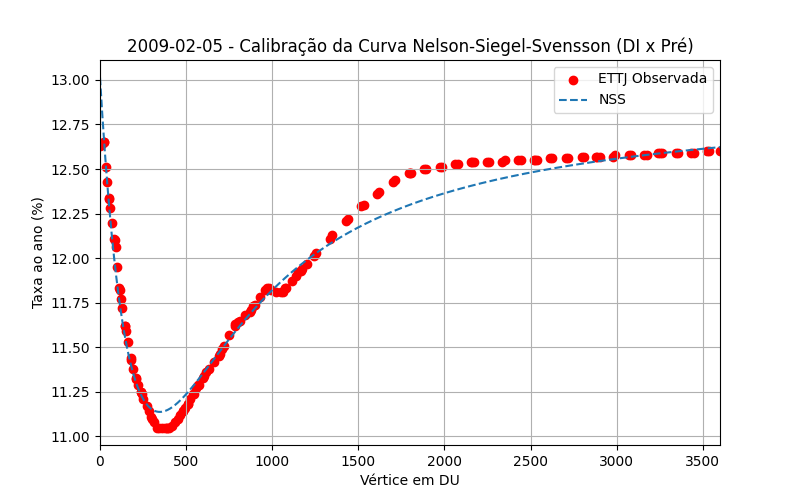 2009-02-05 - Calibração da Curva Nelson-Siegel-Svensson (DI x Pré)
ETTJ Observada
NSS
Taxa ao ano (%)
13.00
12.75
12.50
12.25
12.00
11.75
11.50
11.25
11.00
0 500 1000 1500 2000 2500 3000 3500
Vértice em DU